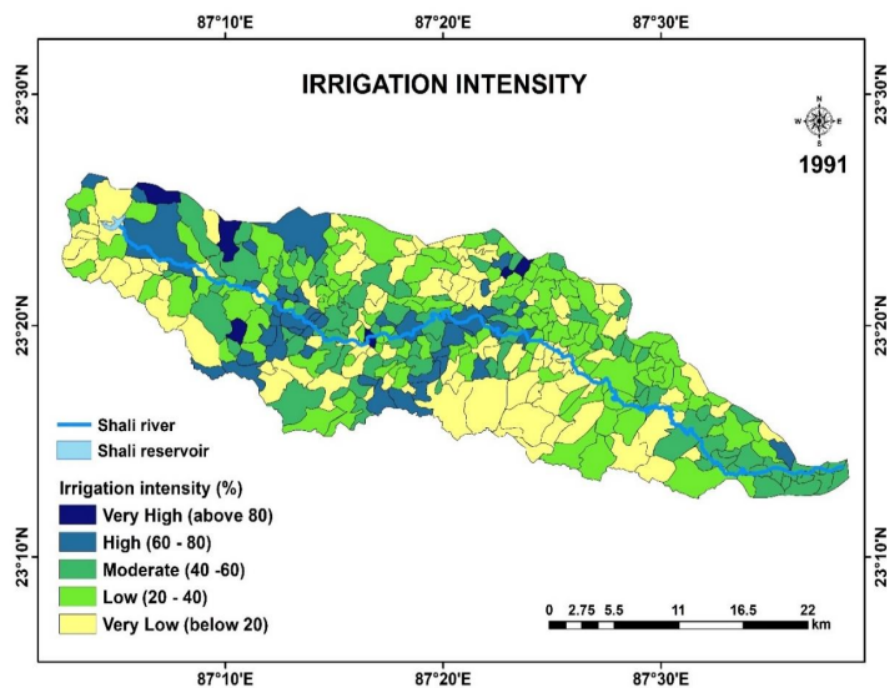 87°10'E 87°20'E 87°30'E
23°30'N 23°30'N
IRRIGATION INTENSITY
N
W E
S
1991
23°20'N 23°20'N
Shali river
Shali reservoir
Irrigation intensity (%)
Very High (above 80)
High (60 - 80)
Moderate (40 -60)
Low (20 - 40)
Very Low (below 20)
23°10'N 23°10'N
0 2.75 5.5 11 16.5 22
km
87°10'E 87°20'E 87°30'E